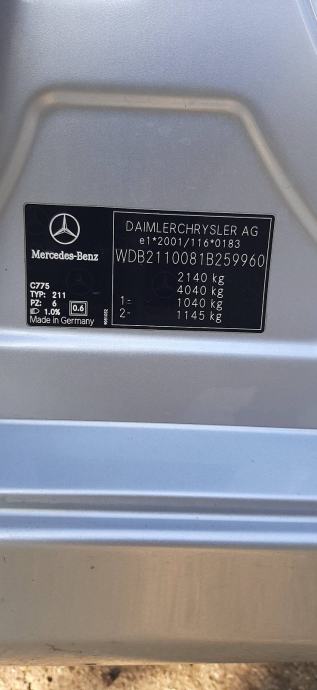 DAIMLERCHRYSLER AG
e1*2001/116*0183
Mercedes-Benz
WDB2110081B259960
2140 kg
4040 kg
1= 1040 kg
2- 1145 kg
C775
TYP: 211
PZ: 6 0.6
1.0%
Made in Germany